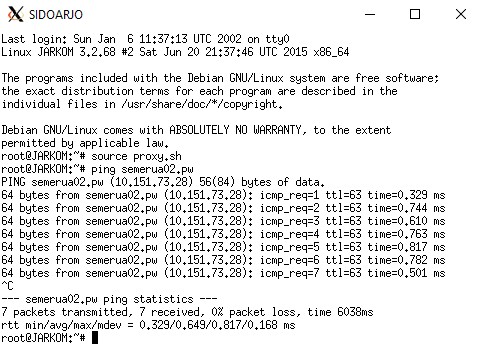 SIDOARJO
Last login: Sun Jan  6 11:37:13 UTC 2002 on tty0
Linux JARKOM 3.2.68 #2 Sat Jun 20 21:37:46 UTC 2015 x86_64
The programs included with the Debian GNU/Linux system are free software;
the exact distribution terms for each program are described in the
individual files in /usr/share/doc/*/copyright.
Debian GNU/Linux comes with ABSOLUTELY NO WARRANTY, to the extent
permitted by applicable law.
root@JARKOM:~# source proxy.sh
root@JARKOM:~# ping semerua02.pw
PING semerua02.pw (10.151.73.28) 56(84) bytes of data.
64 bytes from semerua02.pw (10.151.73.28): icmp_req=1 ttl=63 time=0.329 ms
64 bytes from semerua02.pw (10.151.73.28): icmp_req=2 ttl=63 time=0.744 ms
64 bytes from semerua02.pw (10.151.73.28): icmp_req=3 ttl=63 time=0.610 ms
64 bytes from semerua02.pw (10.151.73.28): icmp_req=4 ttl=63 time=0.763 ms
64 bytes from semerua02.pw (10.151.73.28): icmp_req=5 ttl=63 time=0.817 ms
64 bytes from semerua02.pw (10.151.73.28): icmp_req=6 ttl=63 time=0.782 ms
64 bytes from semerua02.pw (10.151.73.28): icmp_req=7 ttl=63 time=0.501 ms
^C
--- semerua02.pw ping statistics ---
7 packets transmitted, 7 received, 0% packet loss, time 6038ms
rtt min/avg/max/mdev = 0.329/0.649/0.817/0.168 ms
root@JARKOM:~#